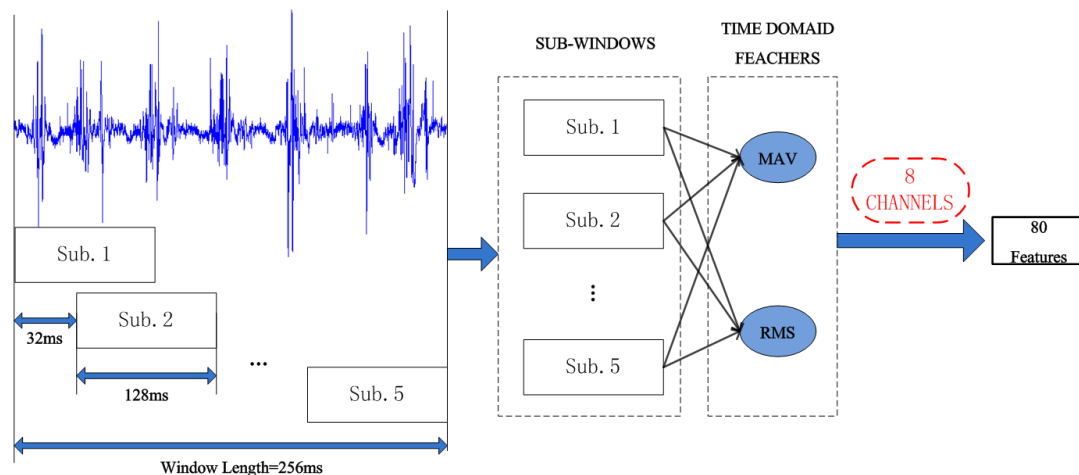 Sub. 1
Sub. 2
32ms
...
128ms
Sub. 5
Window Length=256ms
SUB-WINDOWS
Sub. 1
Sub. 2
...
Sub. 5
TIME DOMAID
FEACHERS
MAV
RMS
8
CHANNELS
80
Features